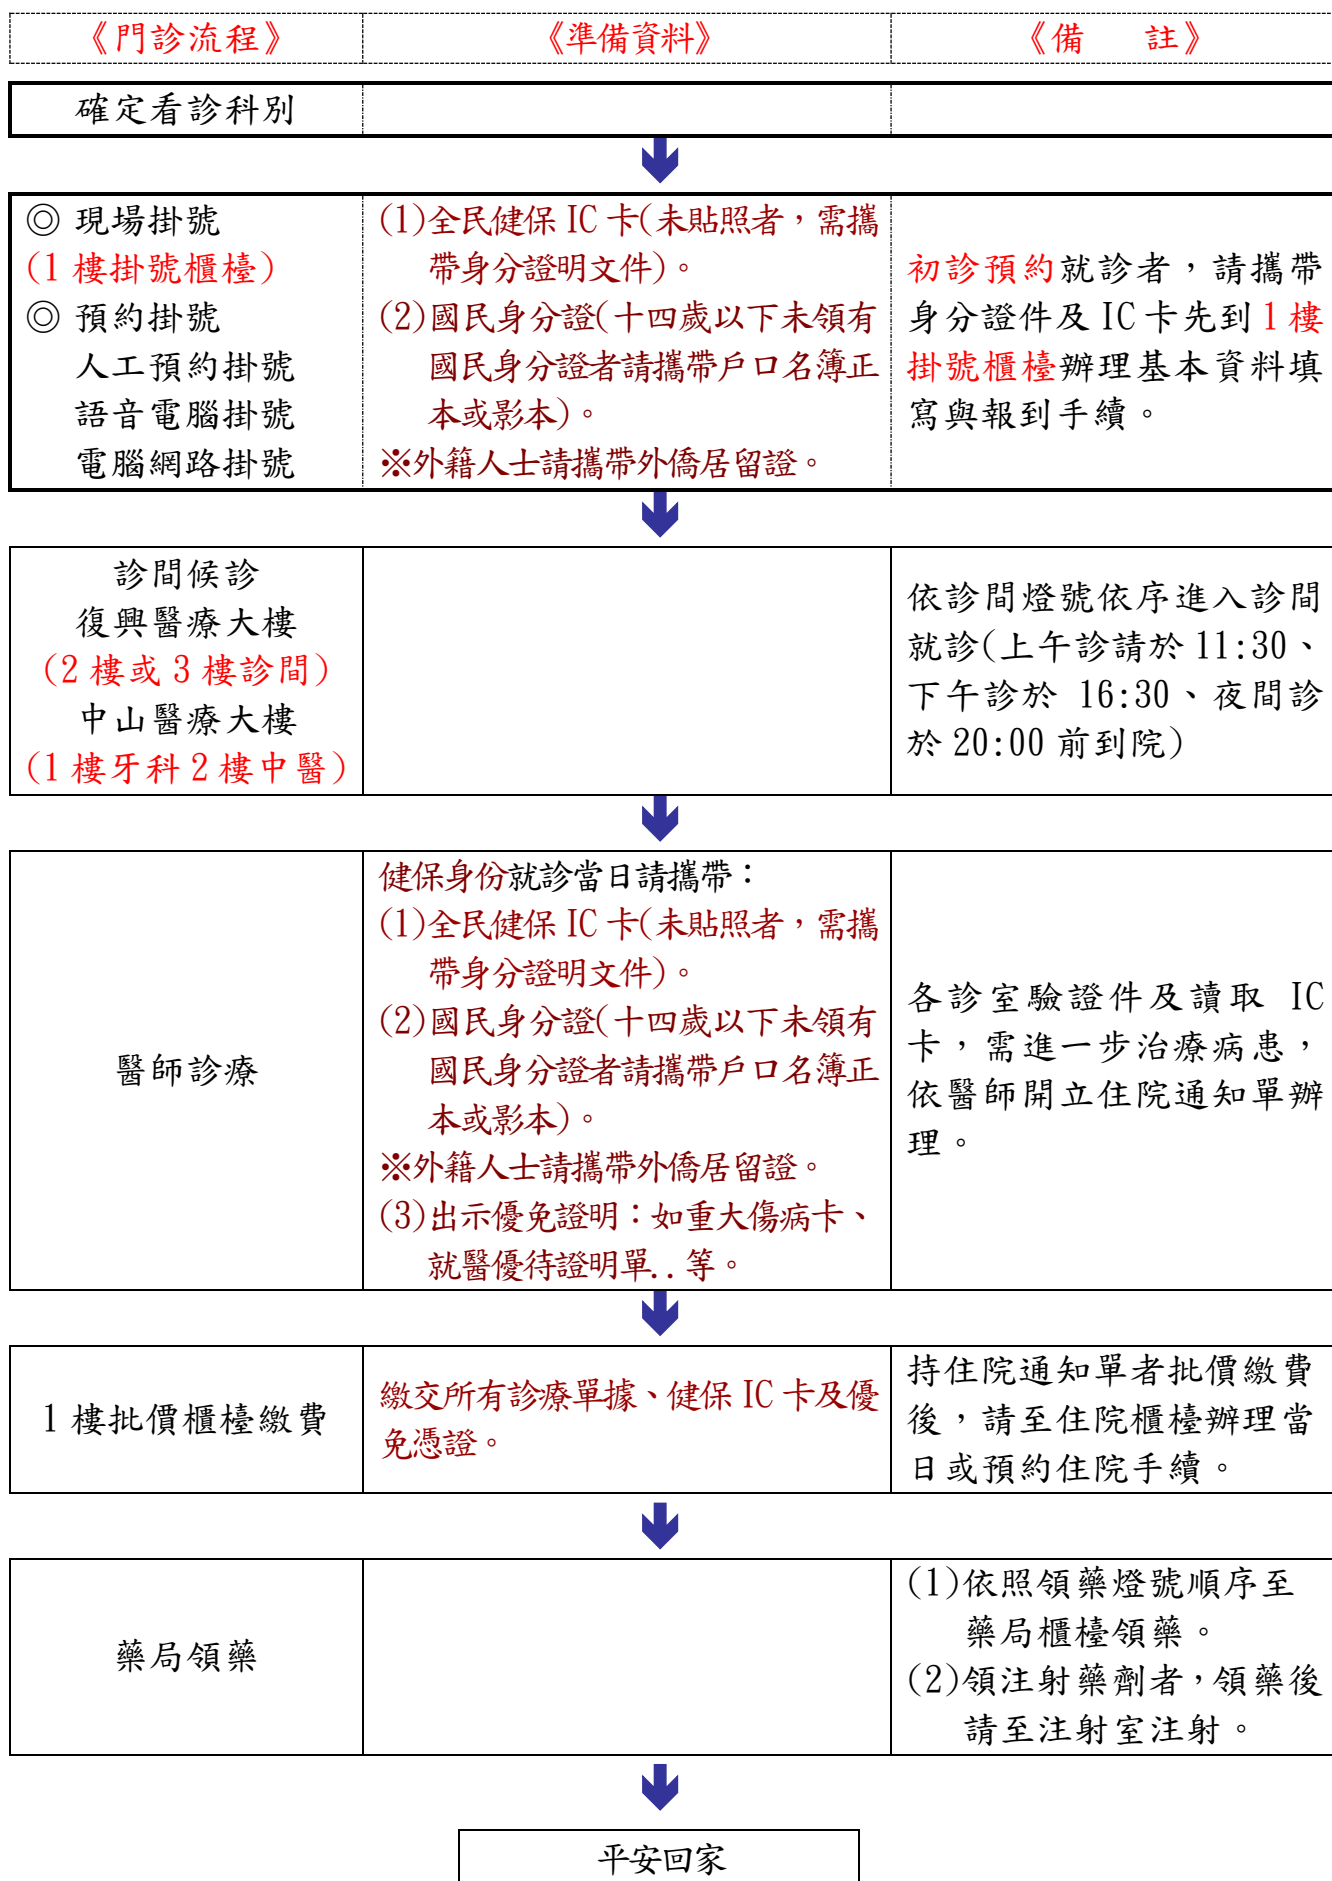 《門診流程》
《準備資料》
《備　註》
確定看診科別
◎ 現場掛號
(1 樓掛號櫃檯)
◎ 預約掛號
人工預約掛號
語音電腦掛號
電腦網路掛號
(1)全民健保 IC 卡(未貼照者，需攜
帶身分證明文件)。
(2)國民身分證(十四歲以下未領有
國民身分證者請攜帶戶口名簿正
本或影本)。
※外籍人士請攜帶外僑居留證。
初診預約就診者，請攜帶
身分證件及 IC 卡先到 1 樓
掛號櫃檯辦理基本資料填
寫與報到手續。
診間候診
復興醫療大樓
(2 樓或 3 樓診間)
中山醫療大樓
(1 樓牙科 2 樓中醫)
依診間燈號依序進入診間
就診(上午診請於 11:30、
下午診於 16:30、夜間診
於 20:00 前到院)
醫師診療
健保身份就診當日請攜帶：
(1)全民健保 IC 卡(未貼照者，需攜
帶身分證明文件)。
(2)國民身分證(十四歲以下未領有
國民身分證者請攜帶戶口名簿正
本或影本)。
※外籍人士請攜帶外僑居留證。
(3)出示優免證明：如重大傷病卡、
就醫優待證明單..等。
各診室驗證件及讀取 IC
卡，需進一步治療病患，
依醫師開立住院通知單辦
理。
1 樓批價櫃檯繳費
繳交所有診療單據、健保 IC 卡及優
免憑證。
持住院通知單者批價繳費
後，請至住院櫃檯辦理當
日或預約住院手續。
藥局領藥
(1)依照領藥燈號順序至
藥局櫃檯領藥。
(2)領注射藥劑者，領藥後
請至注射室注射。
平安回家